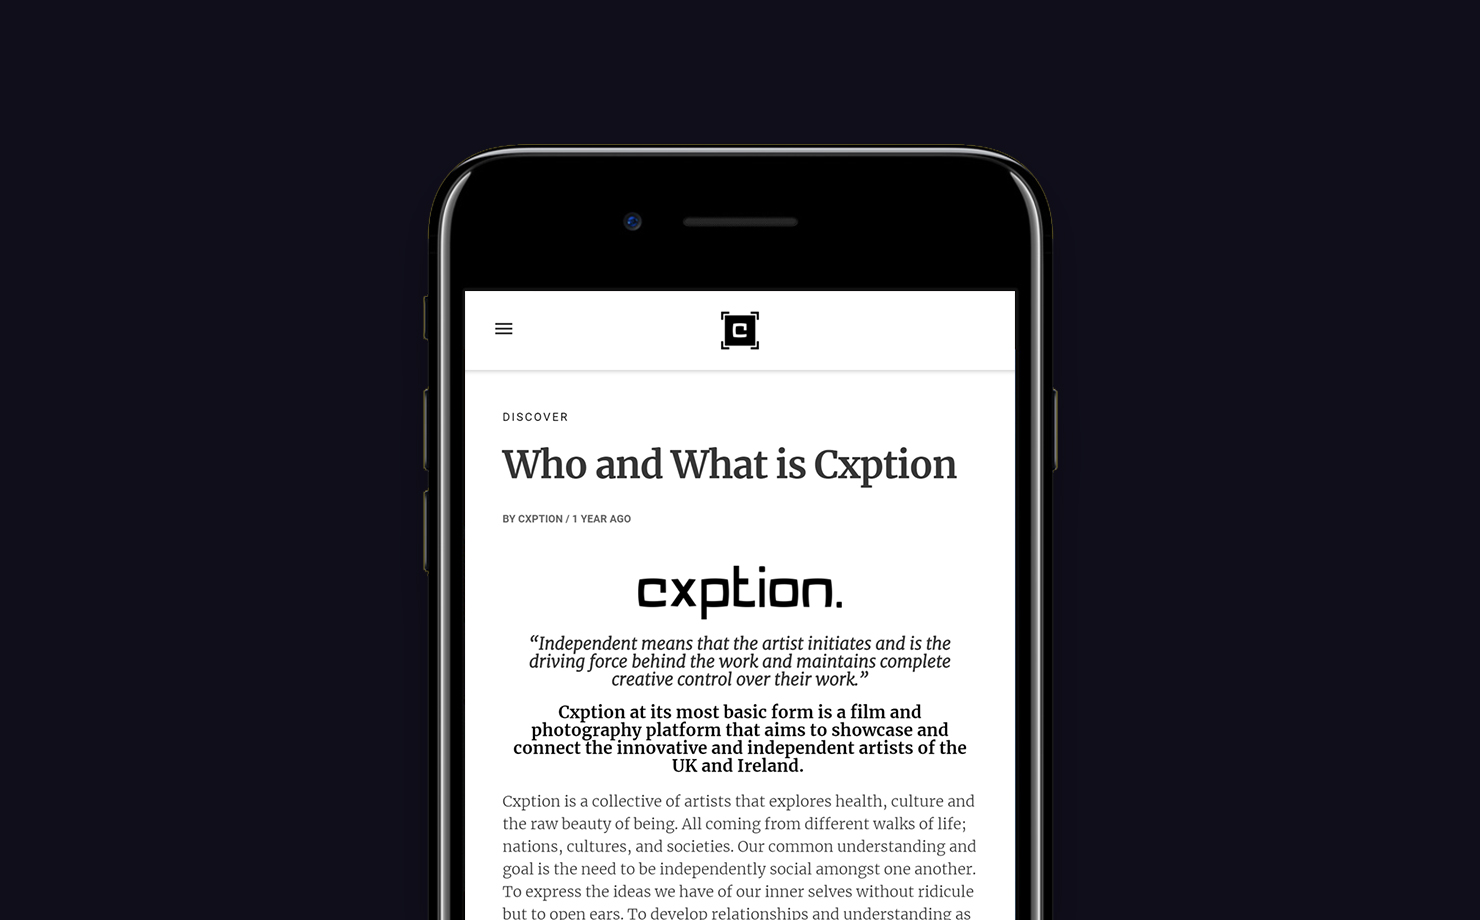 c
DISCOVER
Who and What is Cxption
BY CXPTION / 1 YEAR AGO
cxption.
“Independent means that the artist initiates and is the
driving force behind the work and maintains complete
creative control over their work.”
Cxption at its most basic form is a film and
photography platform that aims to showcase and
connect the innovative and independent artists of the
UK and Ireland.
Cxption is a collective of artists that explores health, culture and
the raw beauty of being. All coming from different walks of life;
nations, cultures, and societies. Our common understanding and
goal is the need to be independently social amongst one another.
To express the ideas we have of our inner selves without ridicule
but to open ears. To develop relationships and understanding as